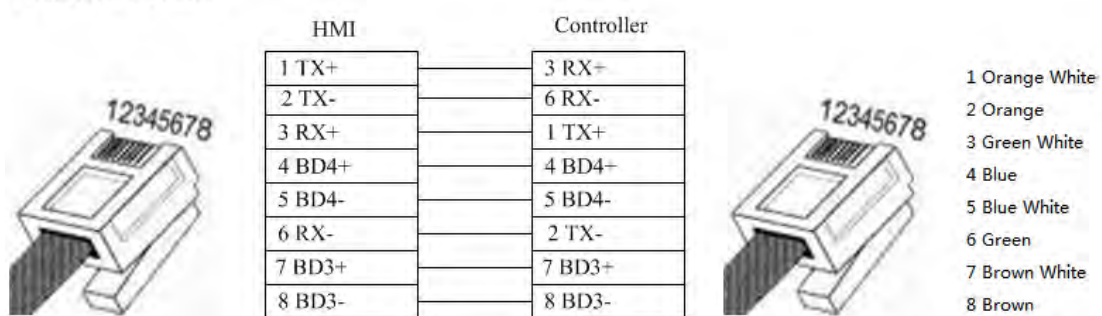 HMI Controller
1 TX+ 3 RX+
2 TX- 6 RX-
3 RX+ 1 TX+
4 BD4+ 4 BD4+
5 BD4- 5 BD4-
6 RX- 2 TX-
7 BD3+ 7 BD3+
8 BD3- 8 BD3-
12345678
12345678
1 Orange White
2 Orange
3 Green White
4 Blue
5 Blue White
6 Green
7 Brown White
8 Brown